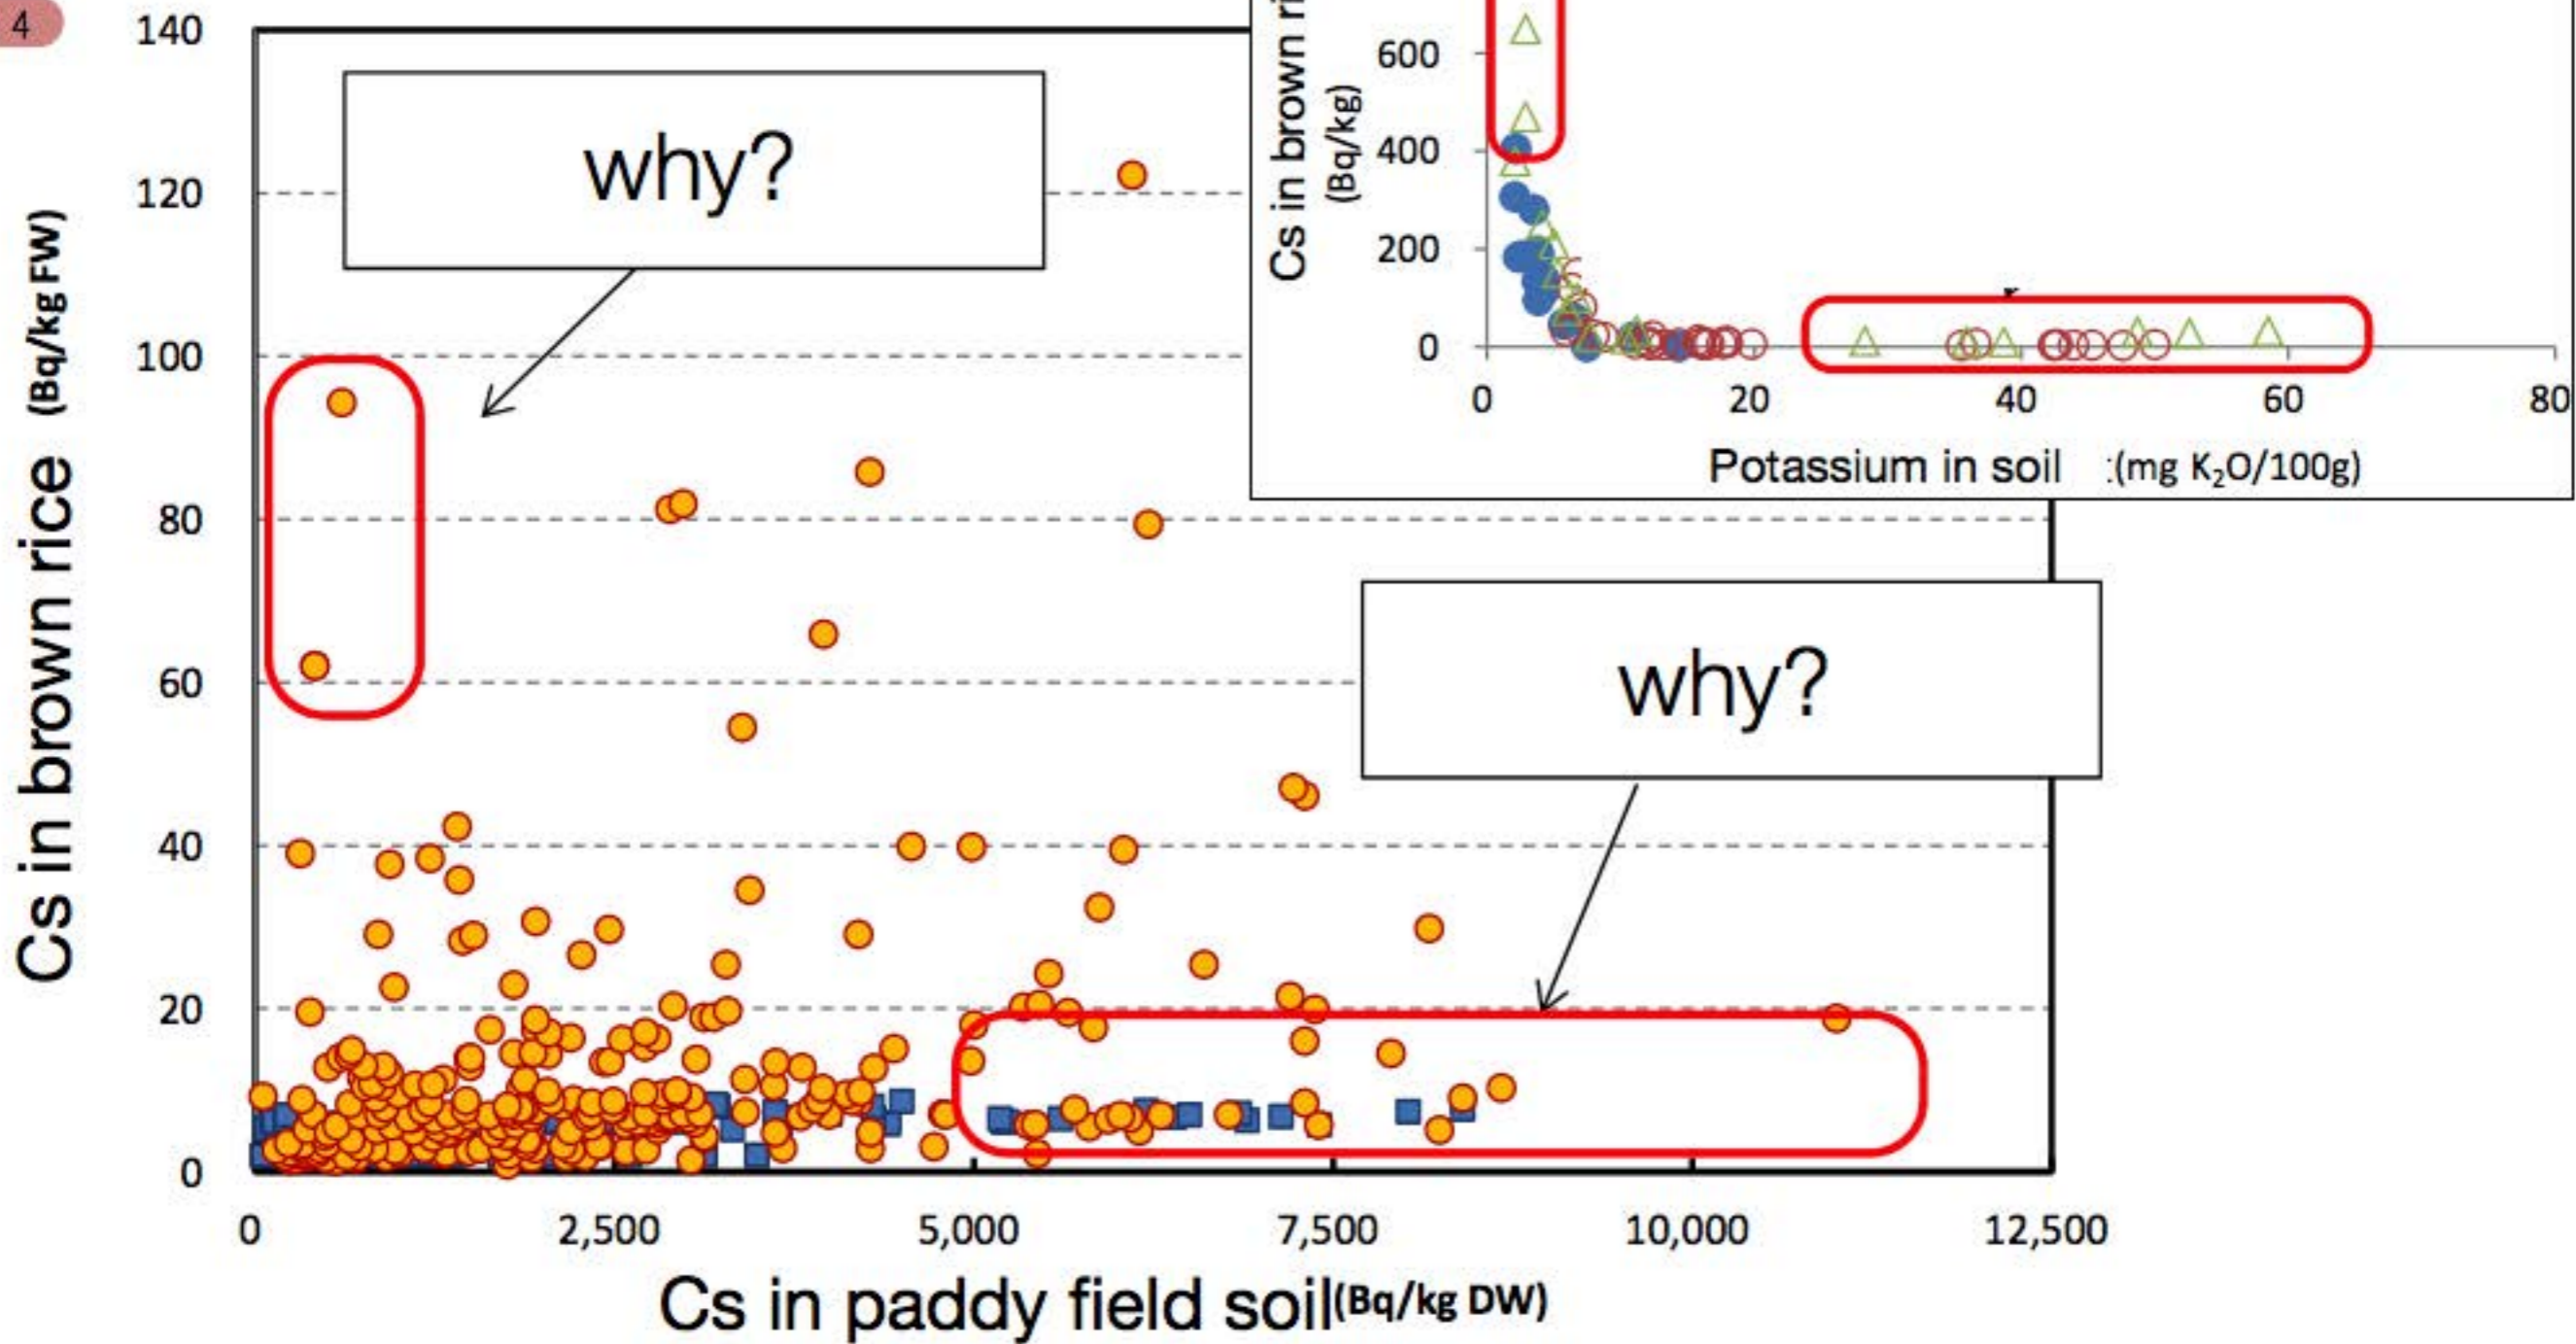 4
140
120
100
80
60
40
20
0
Cs in brown rice (Bq/kg FW)
why?
why?
0 2,500 5,000 7,500 10,000 12,500
Cs in paddy field soil(Bq/kg DW)
Cs in brown
(Bq/kg)
600
400
200
0
0 20 40 60 80
Potassium in soil :(mg K₂O/100g)